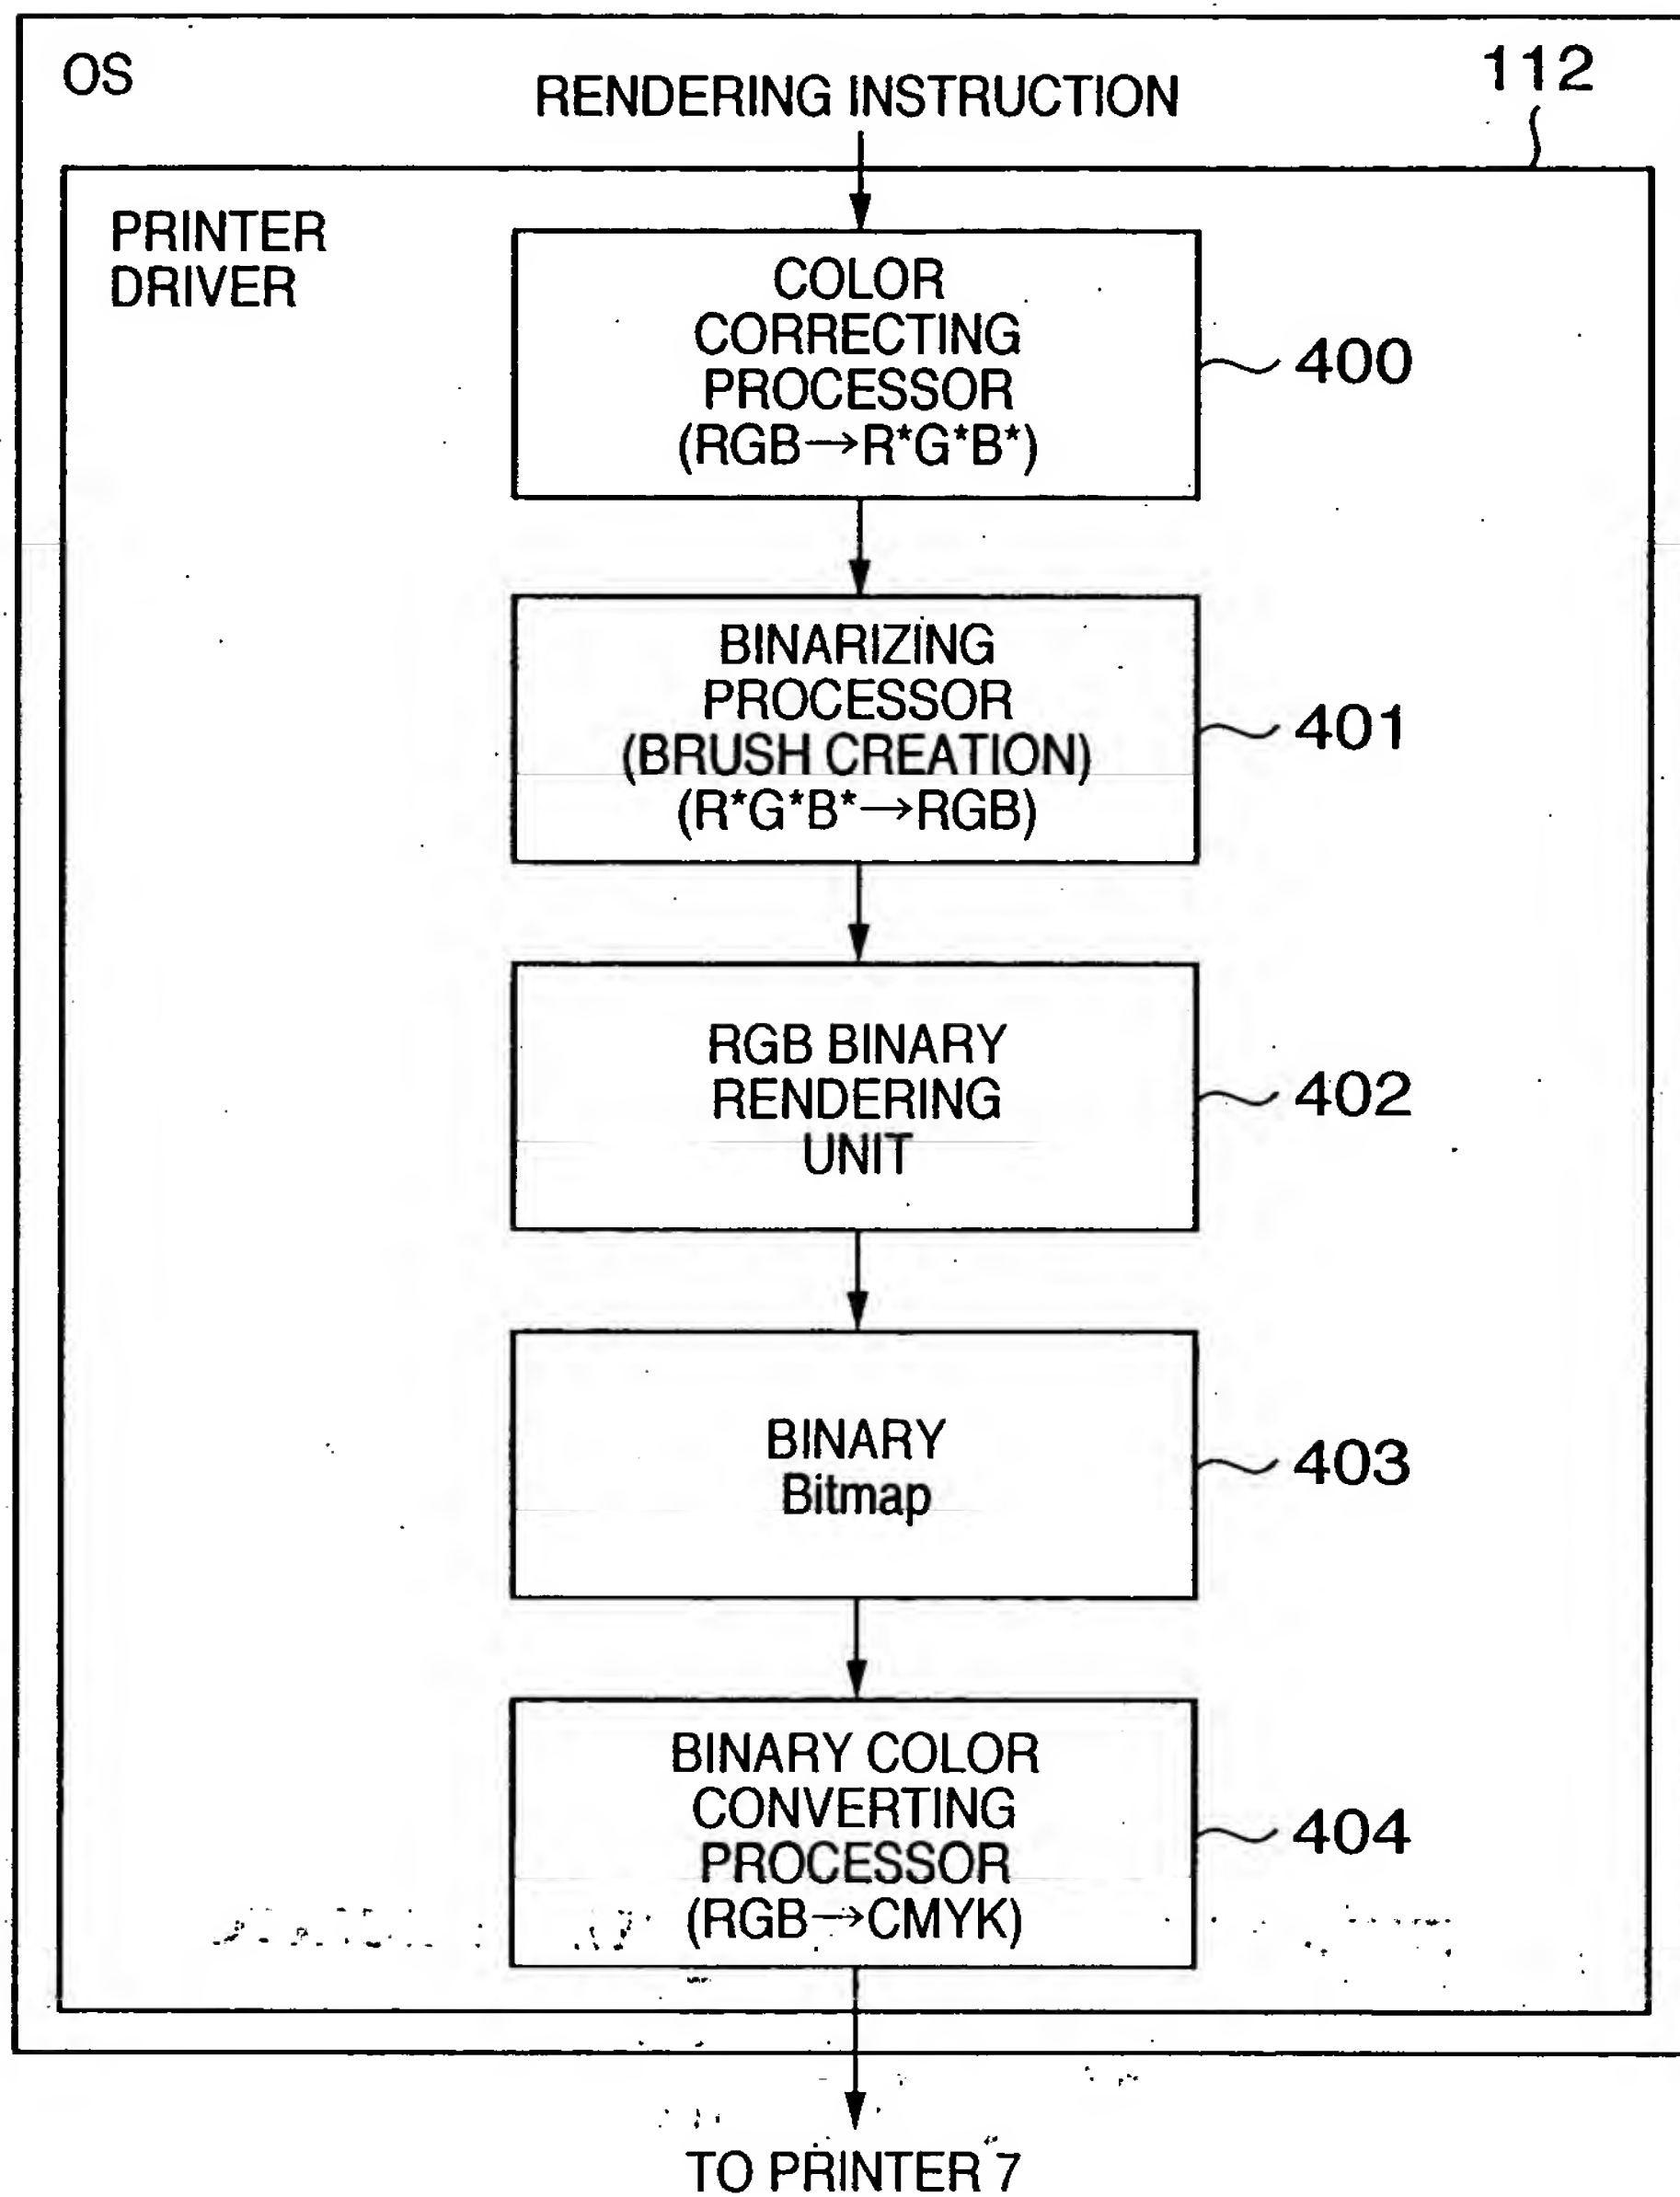 OS
RENDERING INSTRUCTION
112
PRINTER
DRIVER
COLOR
CORRECTING
PROCESSOR
(RGB→R*G*B*)
400
BINARIZING
PROCESSOR
(BRUSH CREATION)
(R*G*B*→RGB)
401
RGB BINARY
RENDERING
UNIT
402
BINARY
Bitmap
403
BINARY COLOR
CONVERTING
PROCESSOR
(RGB→CMYK)
404
TO PRINTER 7